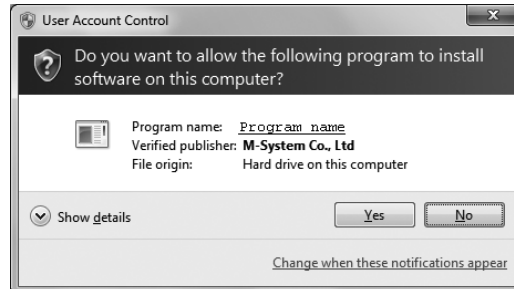 User Account Control
Do you want to allow the following program to install
software on this computer?
Program name: Program name
Verified publisher: M-System Co., Ltd
File origin: Hard drive on this computer
Show details
Yes
No
Change when these notifications appear